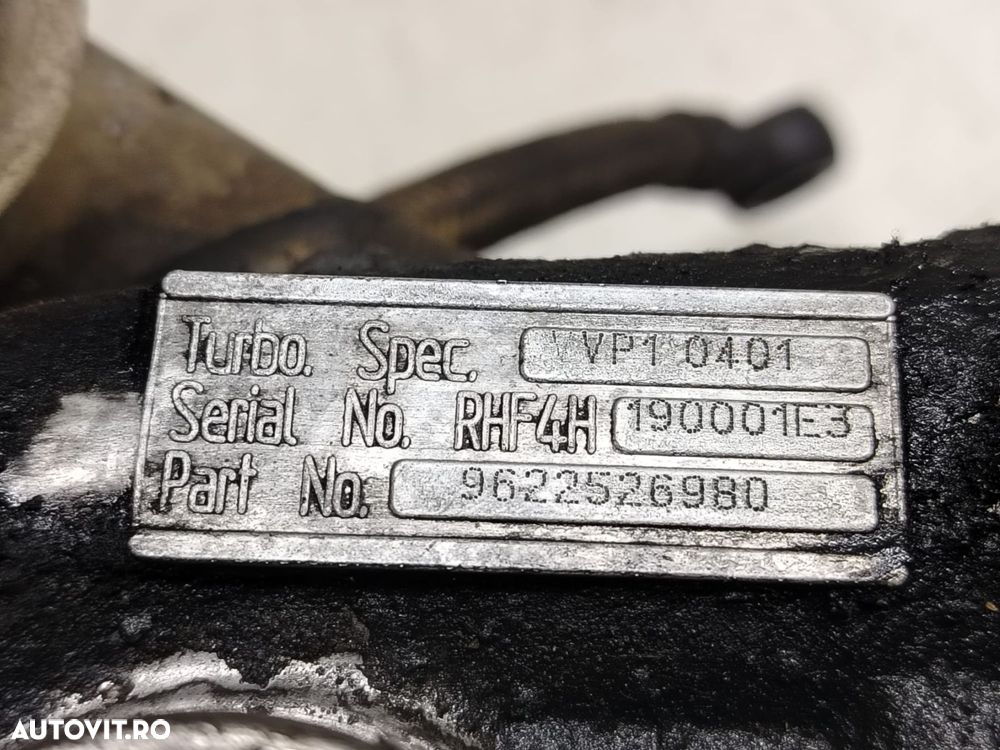 Turbo. Spec. VVP1 0401
Serial No. RHF4H 190001E3
Part No. 9622526980
AUTOVIT.RO